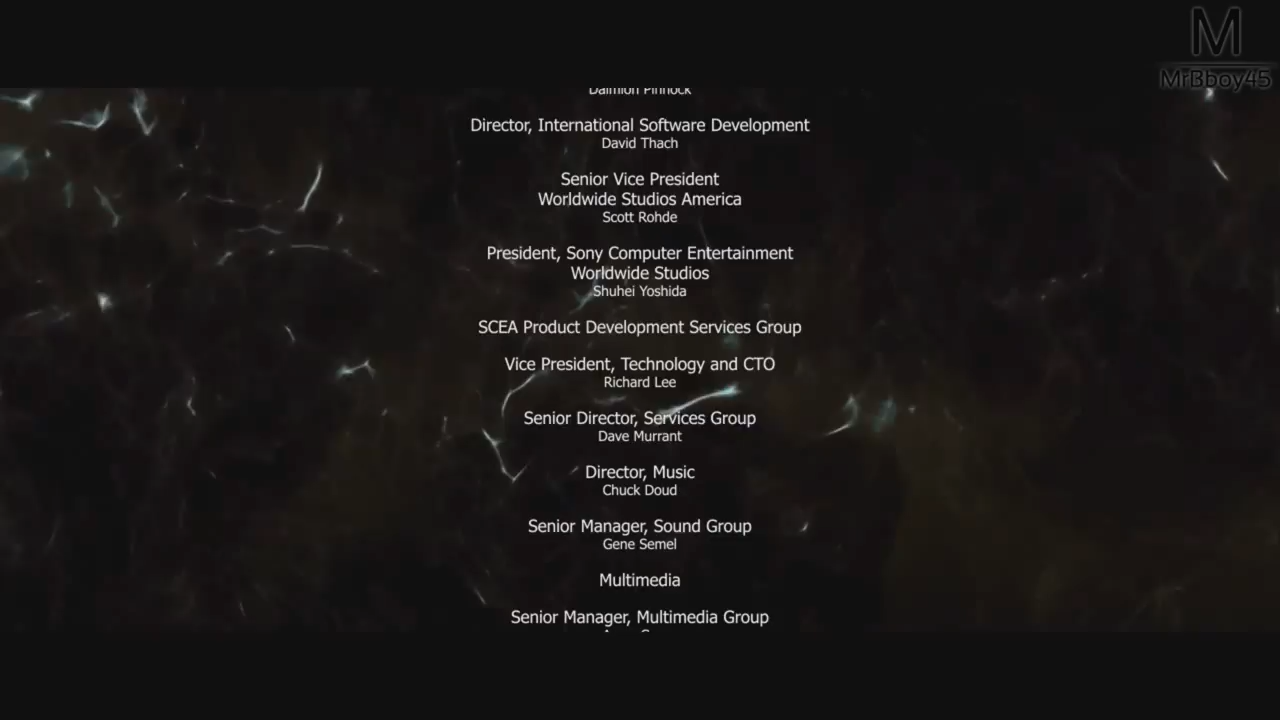 M
MrBboy45
Daimion Pinnock
Director, International Software Development
David Thach
Senior Vice President
Worldwide Studios America
Scott Rohde
President, Sony Computer Entertainment
Worldwide Studios
Shuhei Yoshida
SCEA Product Development Services Group
Vice President, Technology and CTO
Richard Lee
Senior Director, Services Group
Dave Murrant
Director, Music
Chuck Doud
Senior Manager, Sound Group
Gene Semel
Multimedia
Senior Manager, Multimedia Group